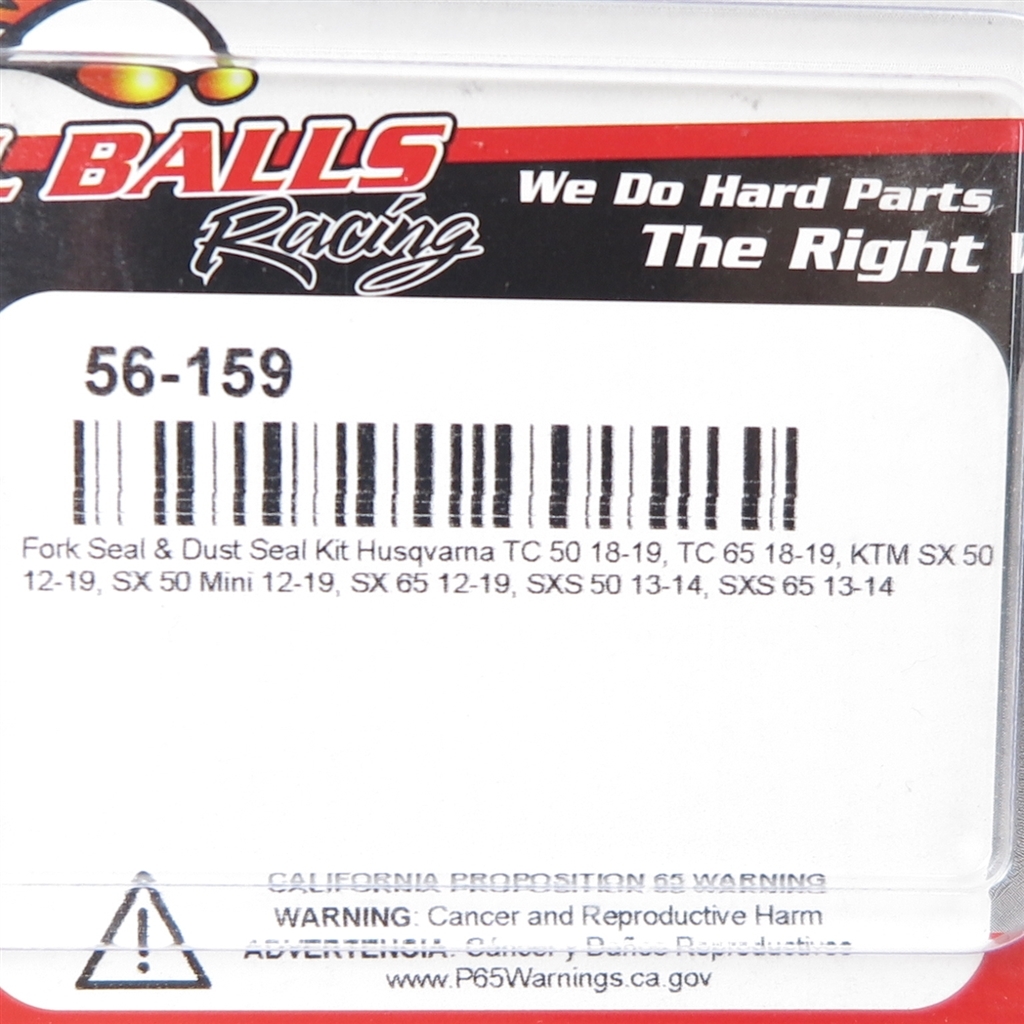 BALLS
Racing
We Do Hard Parts
The Right
56-159
Fork Seal & Dust Seal Kit Husqvarna TC 50 18-19, TC 65 18-19, KTM SX 50
12-19, SX 50 Mini 12-19, SX 65 12-19, SXS 50 13-14, SXS 65 13-14
CALIFORNIA PROPOSITION 65 WARNING
WARNING: Cancer and Reproductive Harm
ADVERTENCIA: Cáncer y Daños Reproductivos
www.P65Warnings.ca.gov